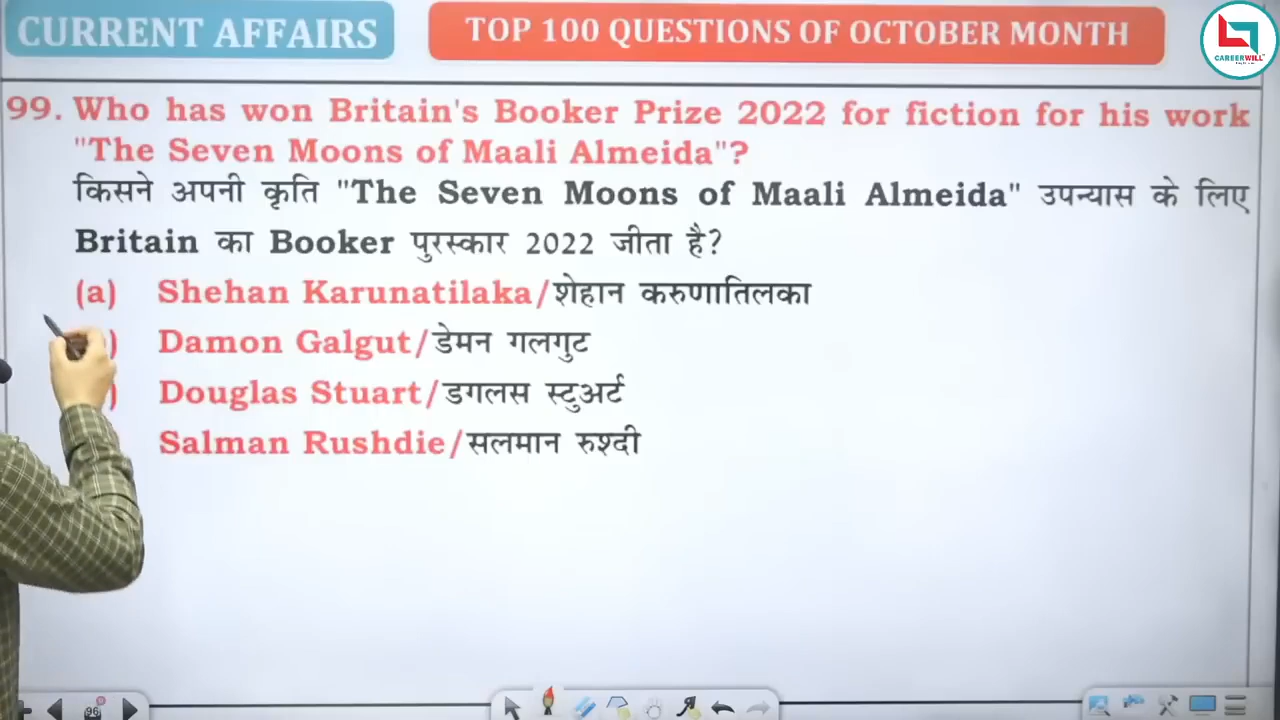 CURRENT AFFAIRS
TOP 100 QUESTIONS OF OCTOBER MONTH
CAREERWILL
99. Who has won Britain's Booker Prize 2022 for fiction for his work
"The Seven Moons of Maali Almeida"?
किसने अपनी कृति "The Seven Moons of Maali Almeida" उपन्यास के लिए
Britain का Booker पुरस्कार 2022 जीता है?
(a) Shehan Karunatilaka/शेहान करुणातिलका
) Damon Galgut/डेमन गलगुट
) Douglas Stuart/डगलस स्टुअर्ट
Salman Rushdie/सलमान रुश्दी
96